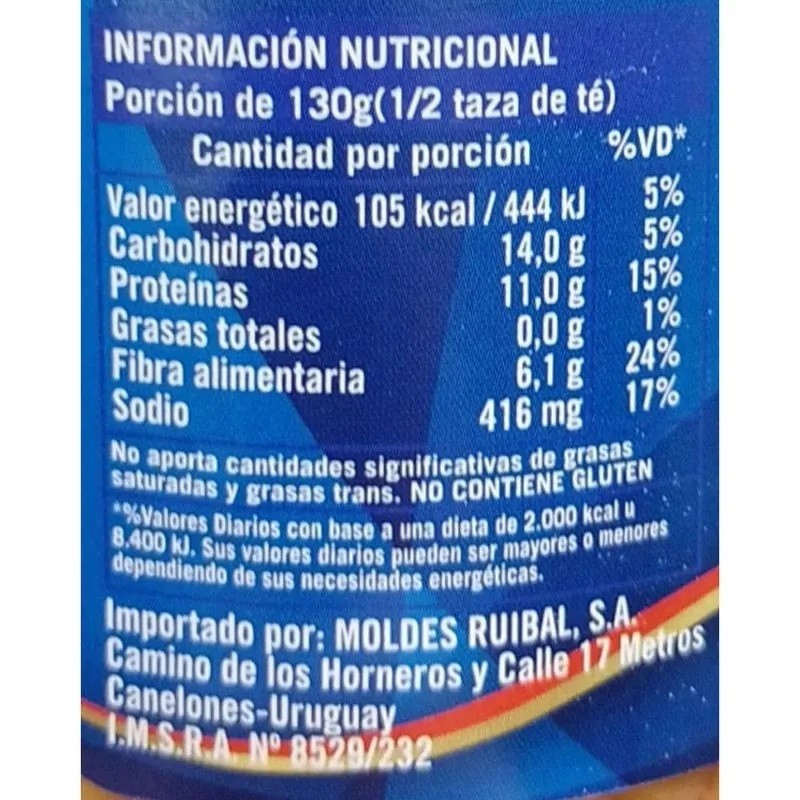 INFORMACIÓN NUTRICIONAL
Porción de 130g(1/2 taza de té)
Cantidad por porción %VD*
Valor energético 105 kcal / 444 kJ 5%
Carbohidratos 14,0 g 5%
Proteínas 11,0 g 15%
Grasas totales 0,0 g 1%
Fibra alimentaria 6,1 g 24%
Sodio 416 mg 17%
No aporta cantidades significativas de grasas
saturadas y grasas trans. NO CONTIENE GLUTEN
*%Valores Diarios con base a una dieta de 2.000 kcal u
8.400 kJ. Sus valores diarios pueden ser mayores o menores
dependiendo de sus necesidades energéticas.
Importado por: MOLDES RUIBAL, S.A.
Camino de los Horneros y Calle 17 Metros
Canelones-Uruguay
I.M.S.R.A. Nº 8529/232